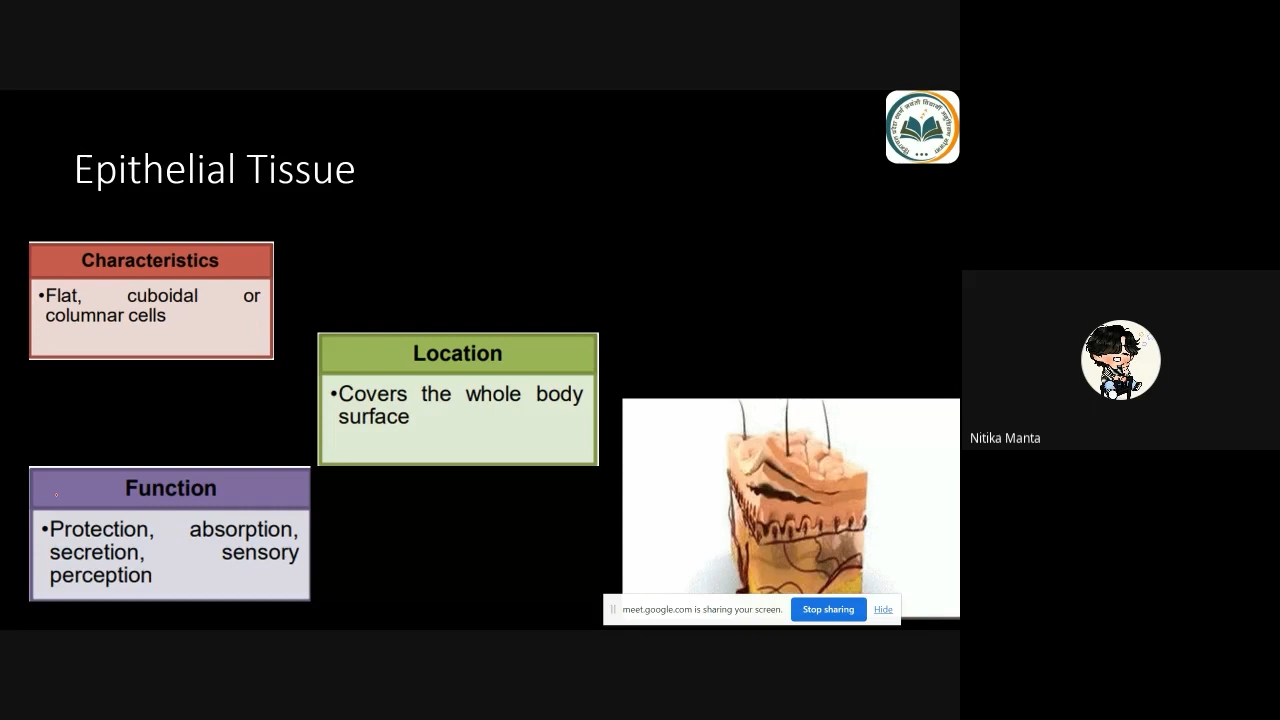 Epithelial Tissue
Characteristics
•Flat, cuboidal or
columnar cells
Location
•Covers the whole body
surface
Function
•Protection, absorption,
secretion, sensory
perception
meet.google.com is sharing your screen. Stop sharing Hide
Nitika Manta